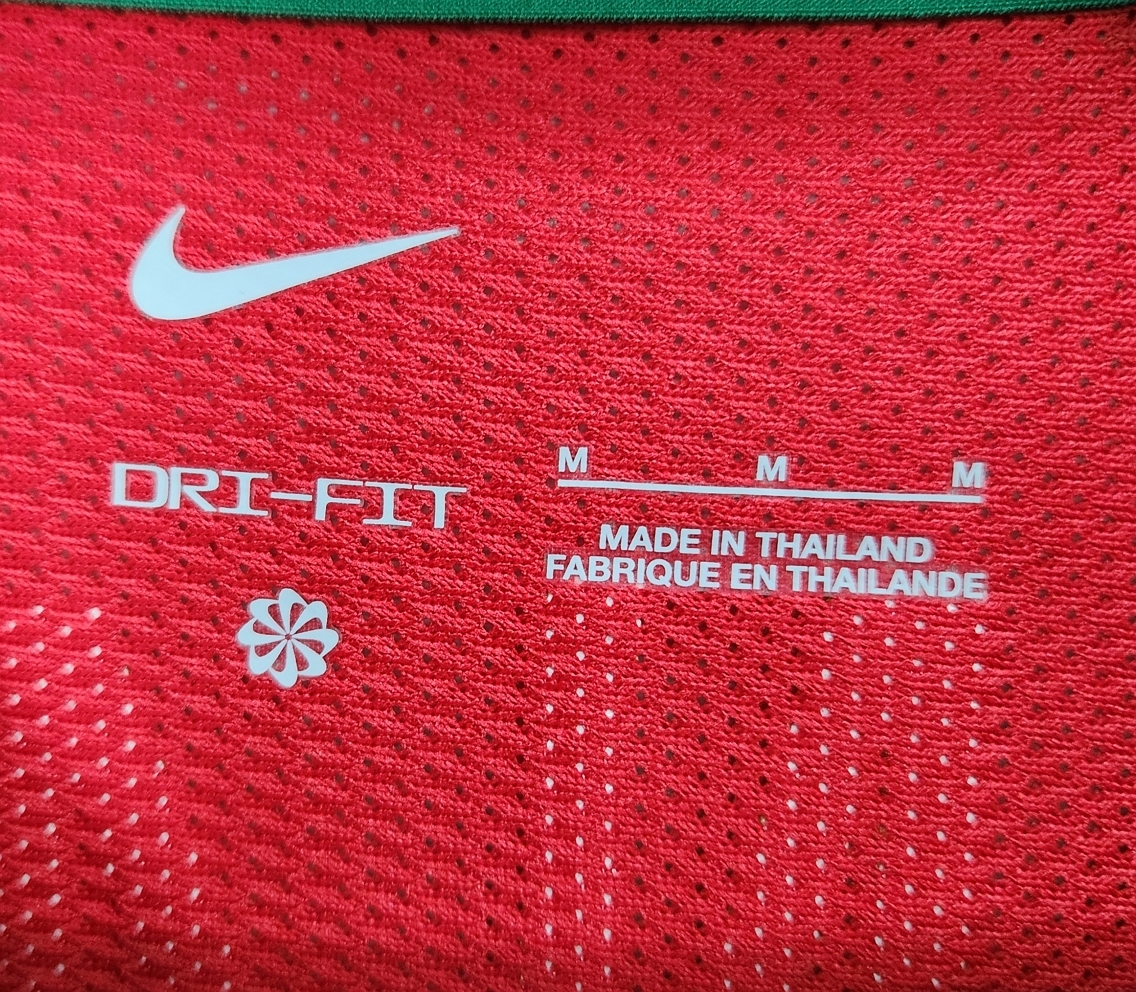 DRI-FIT
M M M
MADE IN THAILAND
FABRIQUE EN THAILANDE